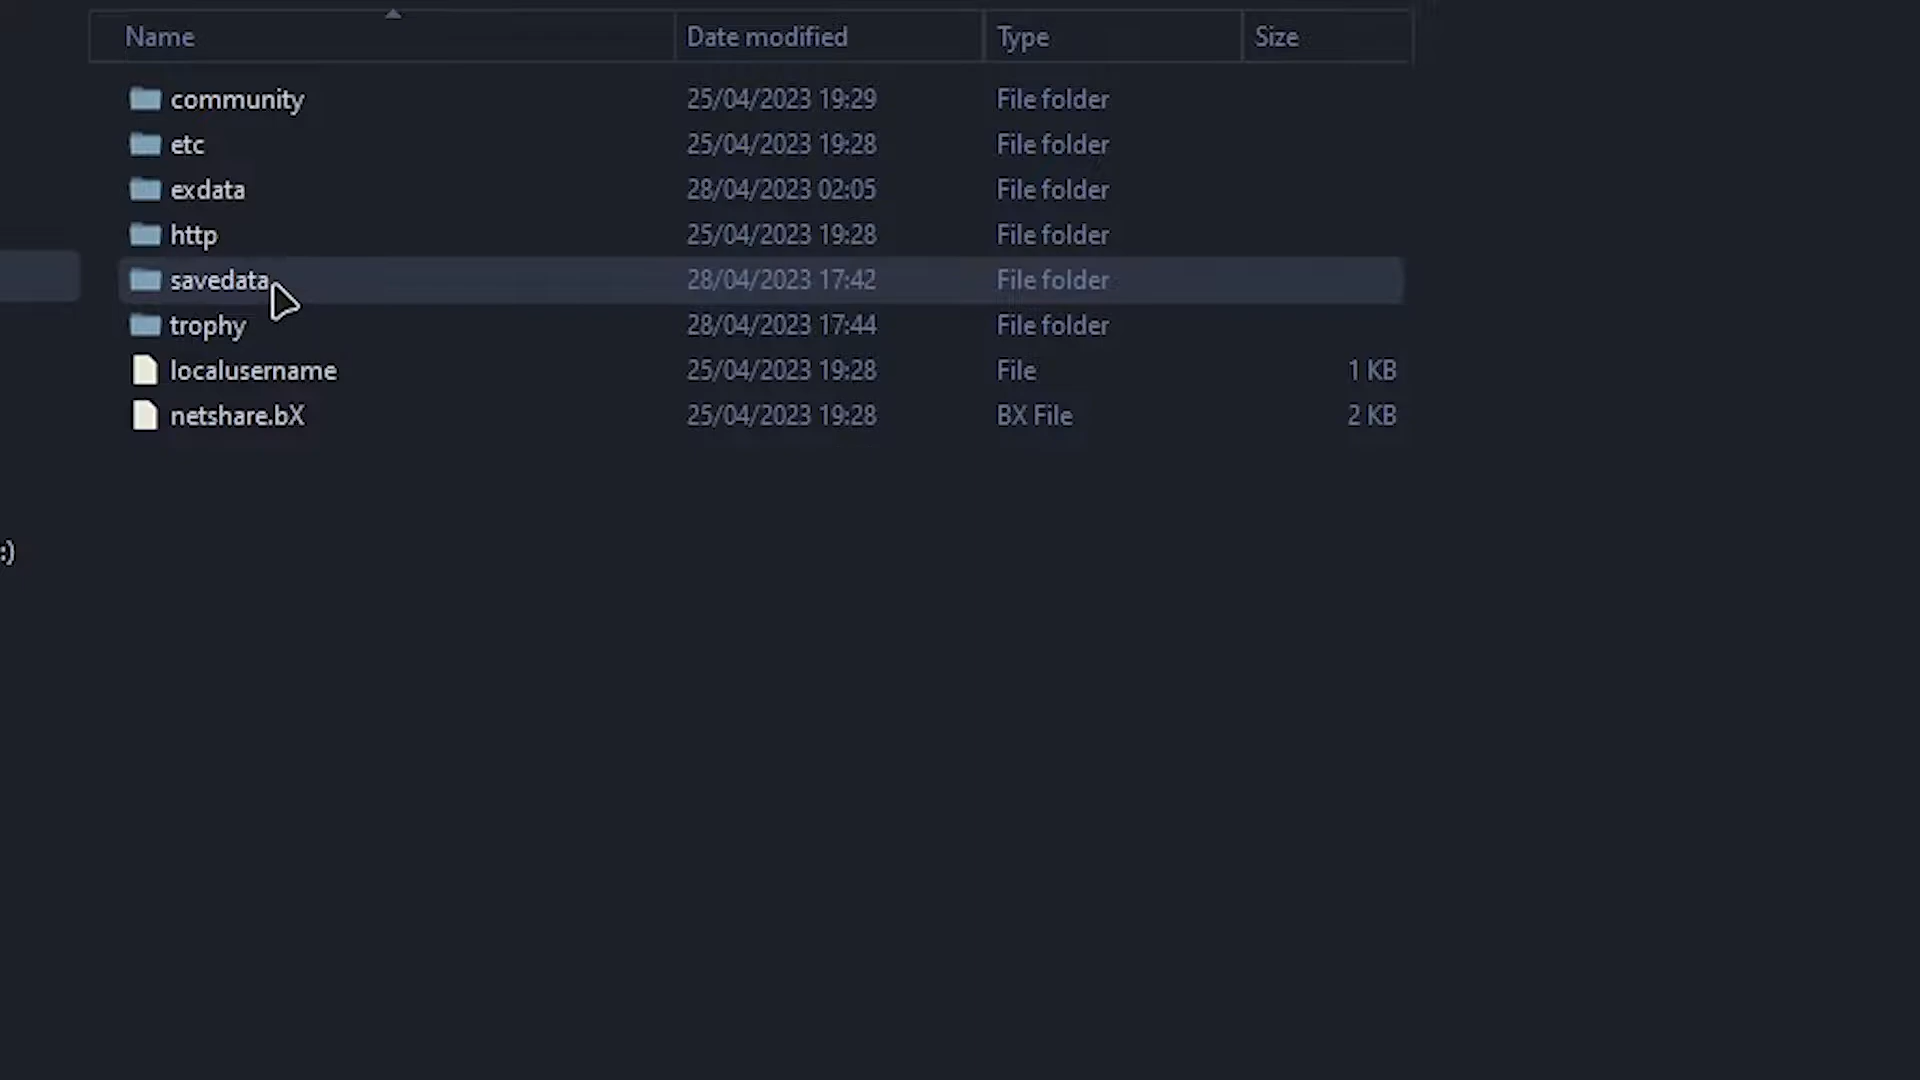 Name Date modified Type Size
community 25/04/2023 19:29 File folder
etc 25/04/2023 19:28 File folder
exdata 28/04/2023 02:05 File folder
http 25/04/2023 19:28 File folder
savedata 28/04/2023 17:42 File folder
trophy 28/04/2023 17:44 File folder
localusername 25/04/2023 19:28 File 1 KB
netshare.bX 25/04/2023 19:28 BX File 2 KB
:)